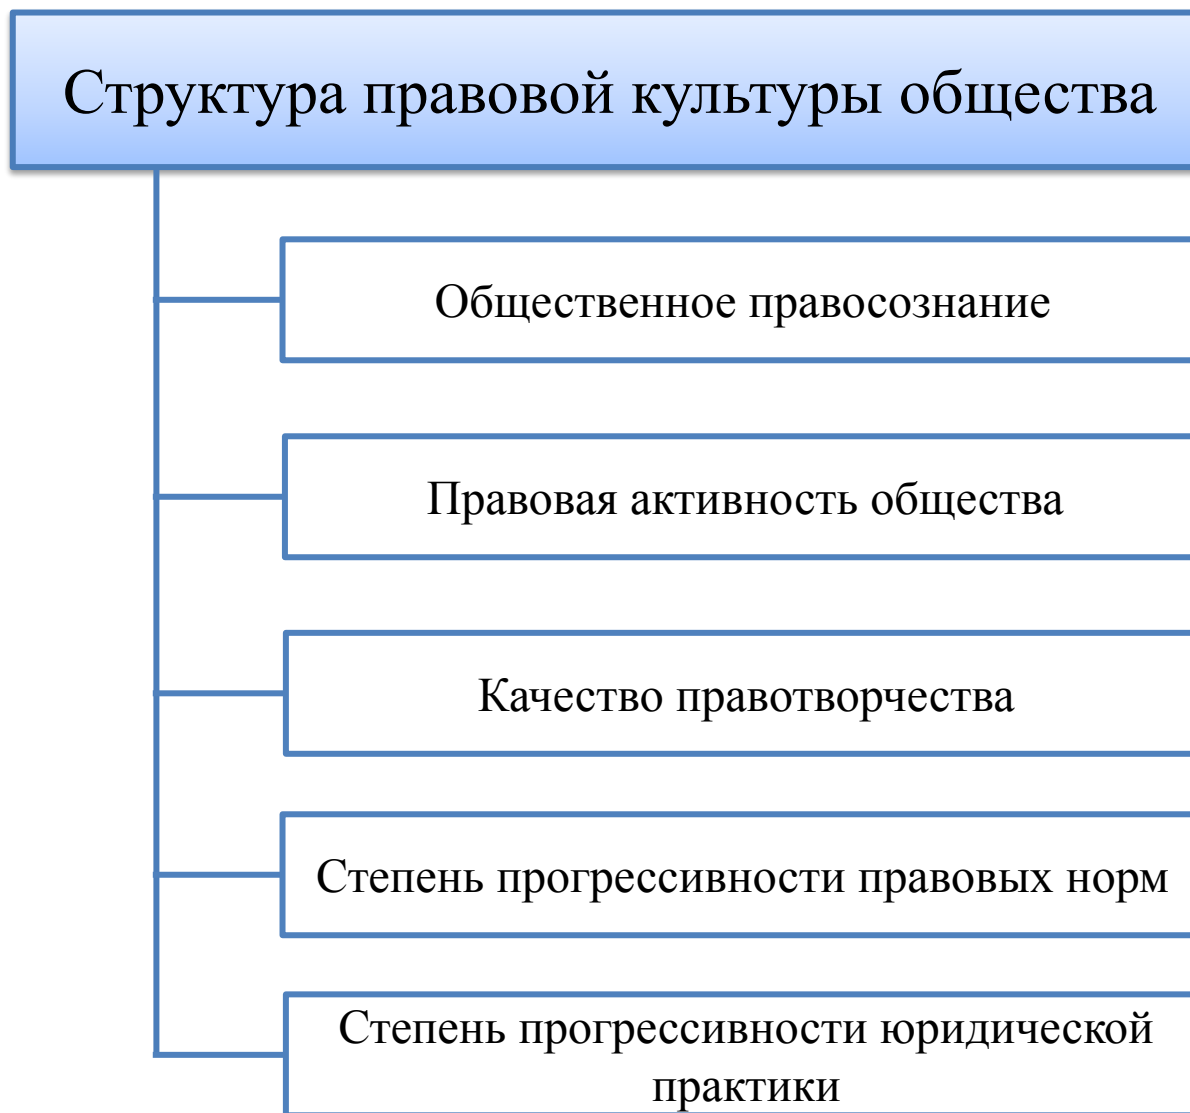 Структура правовой культуры общества
Общественное правосознание
Правовая активность общества
Качество правотворчества
Степень прогрессивности правовых норм
Степень прогрессивности юридической
практики